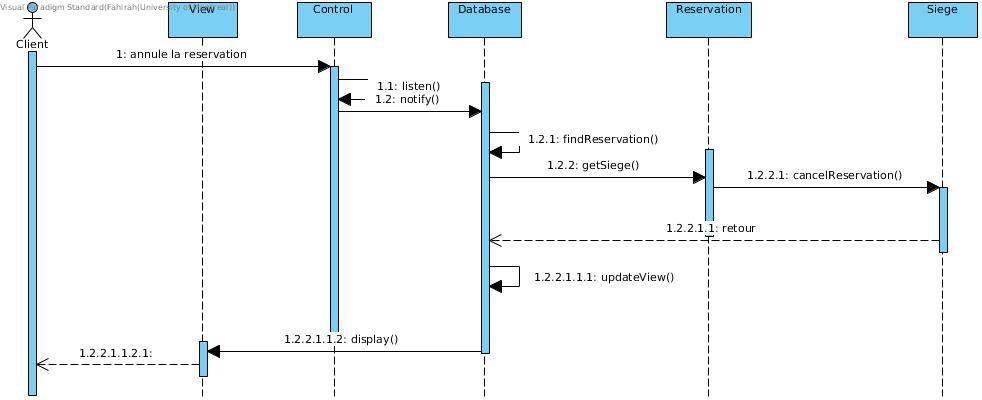 Visual Paradigm Standard(Fahirah(University of Montreal))
View
Control
Database
Reservation
Siege
Client
1: annule la reservation
1.1: listen()
1.2: notify()
1.2.1: findReservation()
1.2.2: getSiege()
1.2.2.1: cancelReservation()
1.2.2.1.1: retour
1.2.2.1.1.1: updateView()
1.2.2.1.1.2: display()
1.2.2.1.1.2.1: